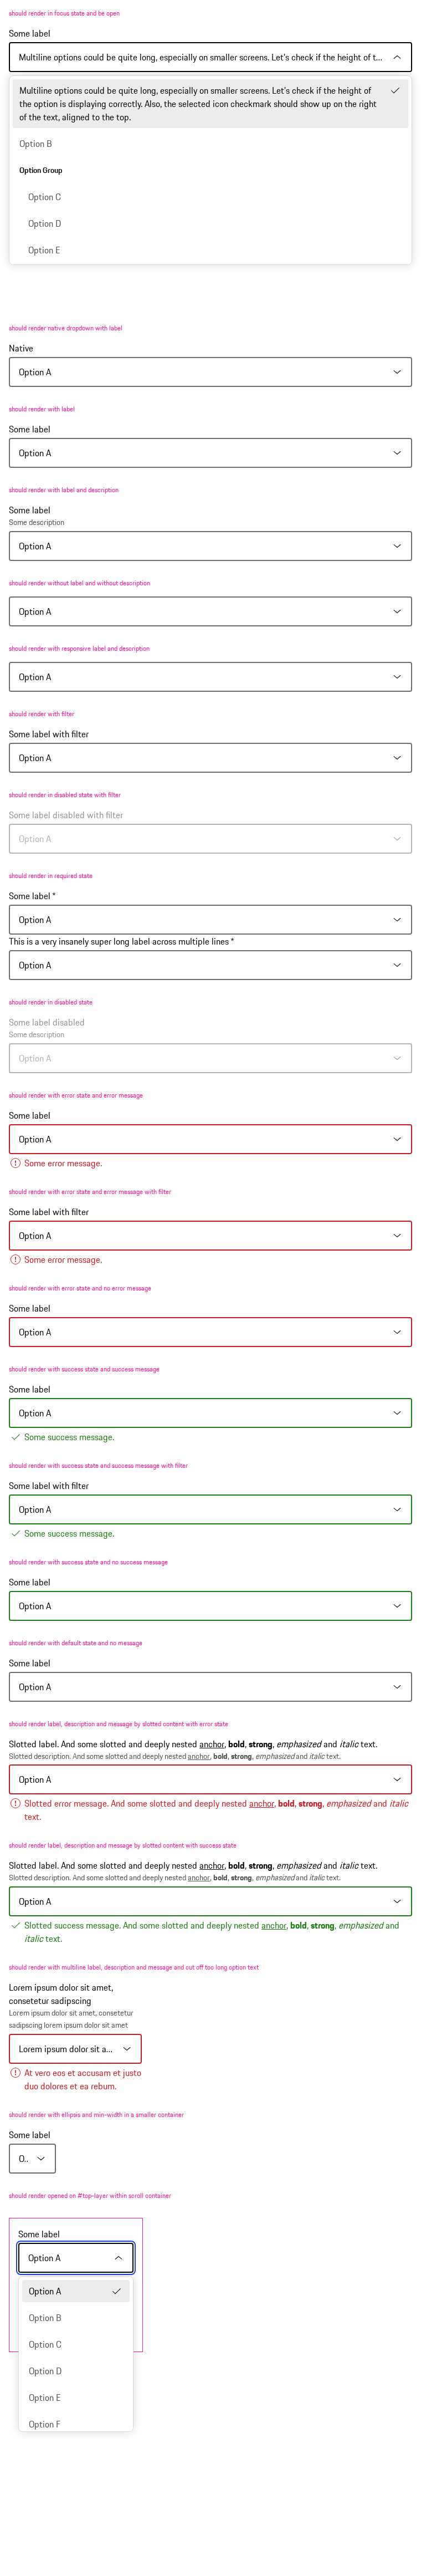 should render in focus state and be open
Some label
Multiline options could be quite long, especially on smaller screens. Let's check if the height of t...
Multiline options could be quite long, especially on smaller screens. Let's check if the height of
the option is displaying correctly. Also, the selected icon checkmark should show up on the right
of the text, aligned to the top.
Option B
Option Group
Option C
Option D
Option E
should render native dropdown with label
Native
Option A
should render with label
Some label
Option A
should render with label and description
Some label
Some description
Option A
should render without label and without description
Option A
should render with responsive label and description
Option A
should render with filter
Some label with filter
Option A
should render in disabled state with filter
Some label disabled with filter
Option A
should render in required state
Some label *
Option A
This is a very insanely super long label across multiple lines *
Option A
should render in disabled state
Some label disabled
Some description
Option A
should render with error state and error message
Some label
Option A
Some error message.
should render with error state and error message with filter
Some label with filter
Option A
Some error message.
should render with error state and no error message
Some label
Option A
should render with success state and success message
Some label
Option A
Some success message.
should render with success state and success message with filter
Some label with filter
Option A
Some success message.
should render with success state and no success message
Some label
Option A
should render with default state and no message
Some label
Option A
should render label, description and message by slotted content with error state
Slotted label. And some slotted and deeply nested anchor, bold, strong, emphasized and italic text.
Slotted description. And some slotted and deeply nested anchor, bold, strong, emphasized and italic text.
Option A
Slotted error message. And some slotted and deeply nested anchor, bold, strong, emphasized and italic
text.
should render label, description and message by slotted content with success state
Slotted label. And some slotted and deeply nested anchor, bold, strong, emphasized and italic text.
Slotted description. And some slotted and deeply nested anchor, bold, strong, emphasized and italic text.
Option A
Slotted success message. And some slotted and deeply nested anchor, bold, strong, emphasized and
italic text.
should render with multiline label, description and message and cut off too long option text
Lorem ipsum dolor sit amet,
consetetur sadipscing
Lorem ipsum dolor sit amet, consetetur
sadipscing lorem ipsum dolor sit amet
Lorem ipsum dolor sit a...
At vero eos et accusam et justo
duo dolores et ea rebum.
should render with ellipsis and min-width in a smaller container
Some label
O..
should render opened on #top-layer within scroll container
Some label
Option A
Option A
Option B
Option C
Option D
Option E
Option F